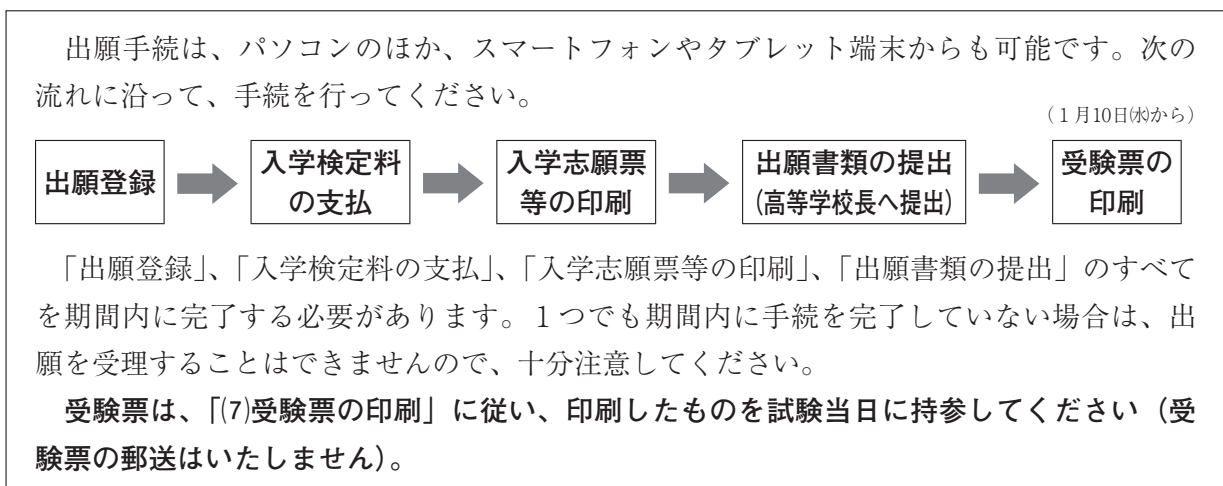 出願手続は、パソコンのほか、スマートフォンやタブレット端末からも可能です。次の
流れに沿って、手続を行ってください。
（１月10日㈬から）
出願登録
入学検定料
の支払
入学志願票
等の印刷
出願書類の提出
(高等学校長へ提出)
受験票の
印刷
「出願登録」、「入学検定料の支払」、「入学志願票等の印刷」、「出願書類の提出」のすべて
を期間内に完了する必要があります。１つでも期間内に手続を完了していない場合は、出
願を受理することはできませんので、十分注意してください。
受験票は、「⑺受験票の印刷」に従い、印刷したものを試験当日に持参してください（受
験票の郵送はいたしません）。